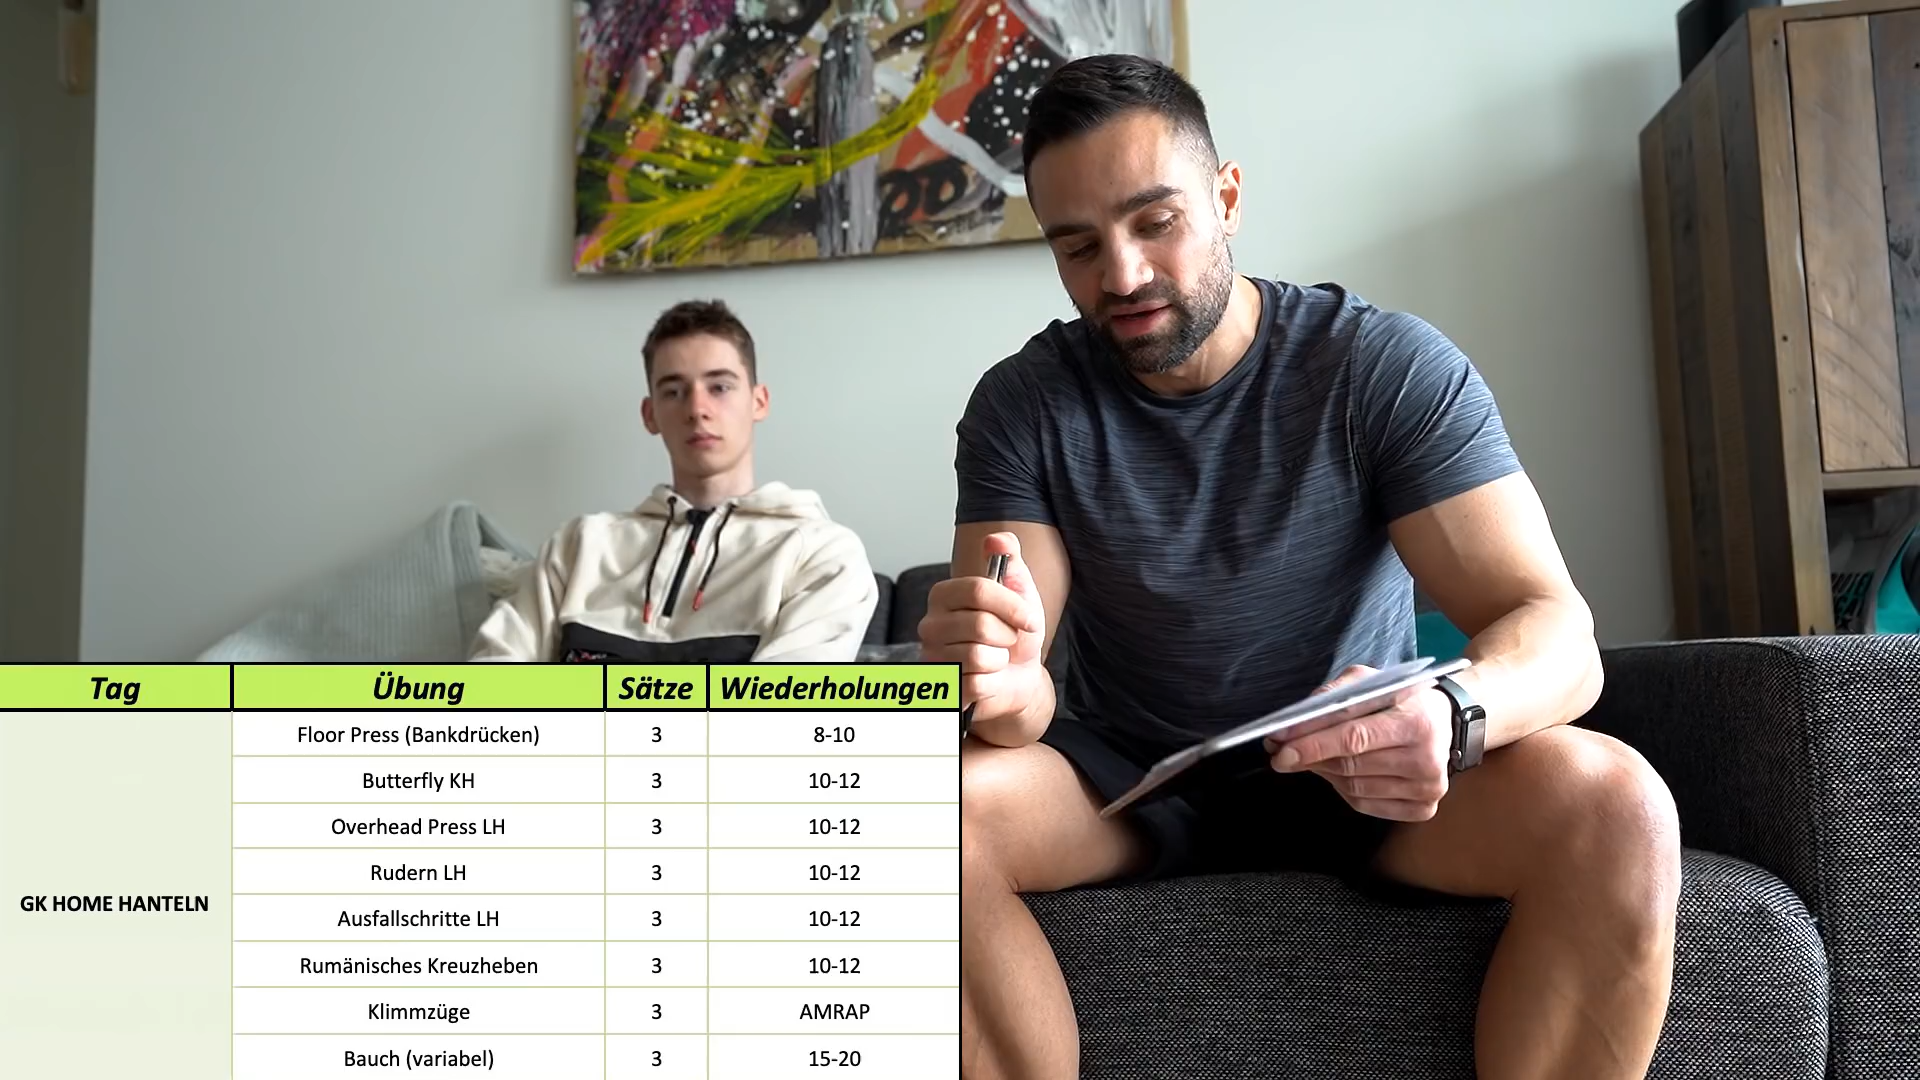 Tag Übung Sätze Wiederholungen
Floor Press (Bankdrücken) 3 8-10
Butterfly KH 3 10-12
Overhead Press LH 3 10-12
Rudern LH 3 10-12
GK HOME HANTELN
Ausfallschritte LH 3 10-12
Rumänisches Kreuzheben 3 10-12
Klimmzüge 3 AMRAP
Bauch (variabel) 3 15-20